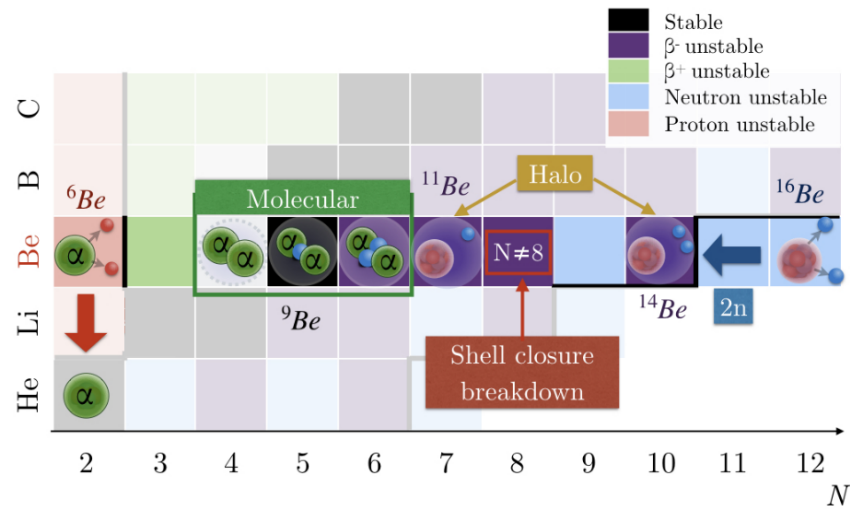 Stable
β⁻ unstable
β⁺ unstable
Neutron unstable
Proton unstable
C
B
Be
Li
He
⁶Be
Molecular
¹¹Be
Halo
¹⁶Be
α
α
α
α
α
α
α
N≠8
⁹Be
¹⁴Be
2n
Shell closure
breakdown
α
2 3 4 5 6 7 8 9 10 11 12
N